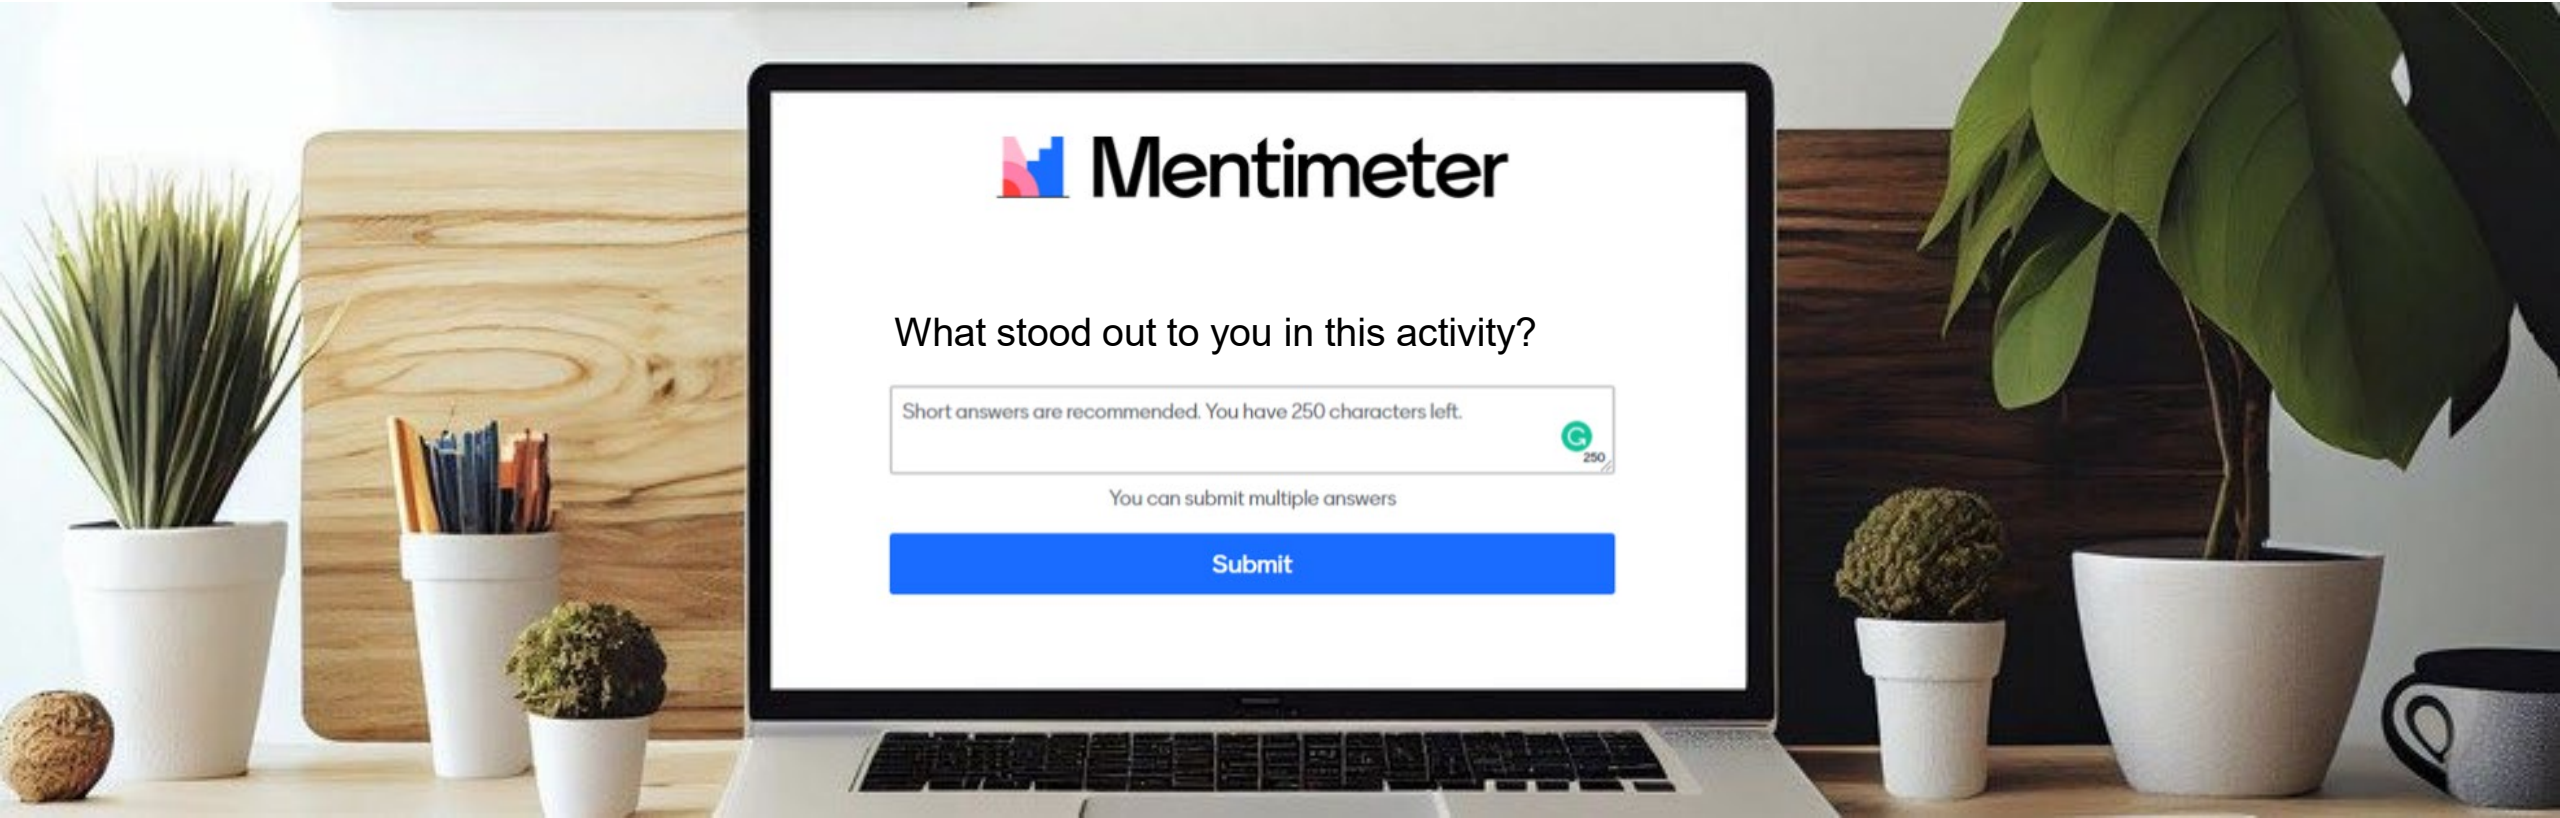 Mentimeter
What stood out to you in this activity?
Short answers are recommended. You have 250 characters left.
250
You can submit multiple answers
Submit